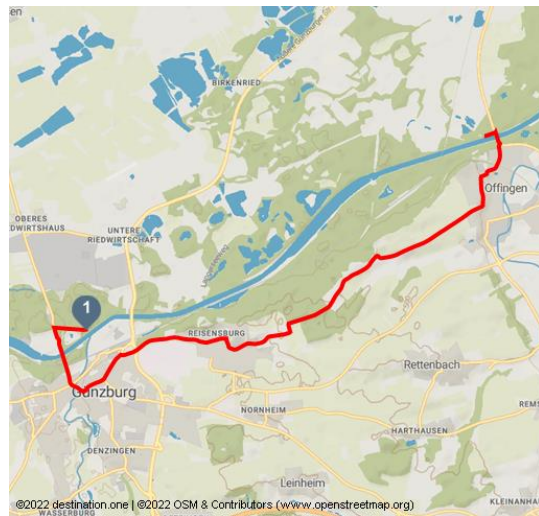 BIRKENRIED
OBERES
EDWIRTSHAUS
UNTERE
RIEDWIRTSCHAFT
Offingen
1
REISENSBURG
Rettenbach
Günzburg
NORNHEIM
HARTHAUSEN
REMS
DENZINGEN
Leinheim
KLEINANHA
WASSERBURG
©2022 destination.one | ©2022 OSM & Contributors (www.openstreetmap.org)